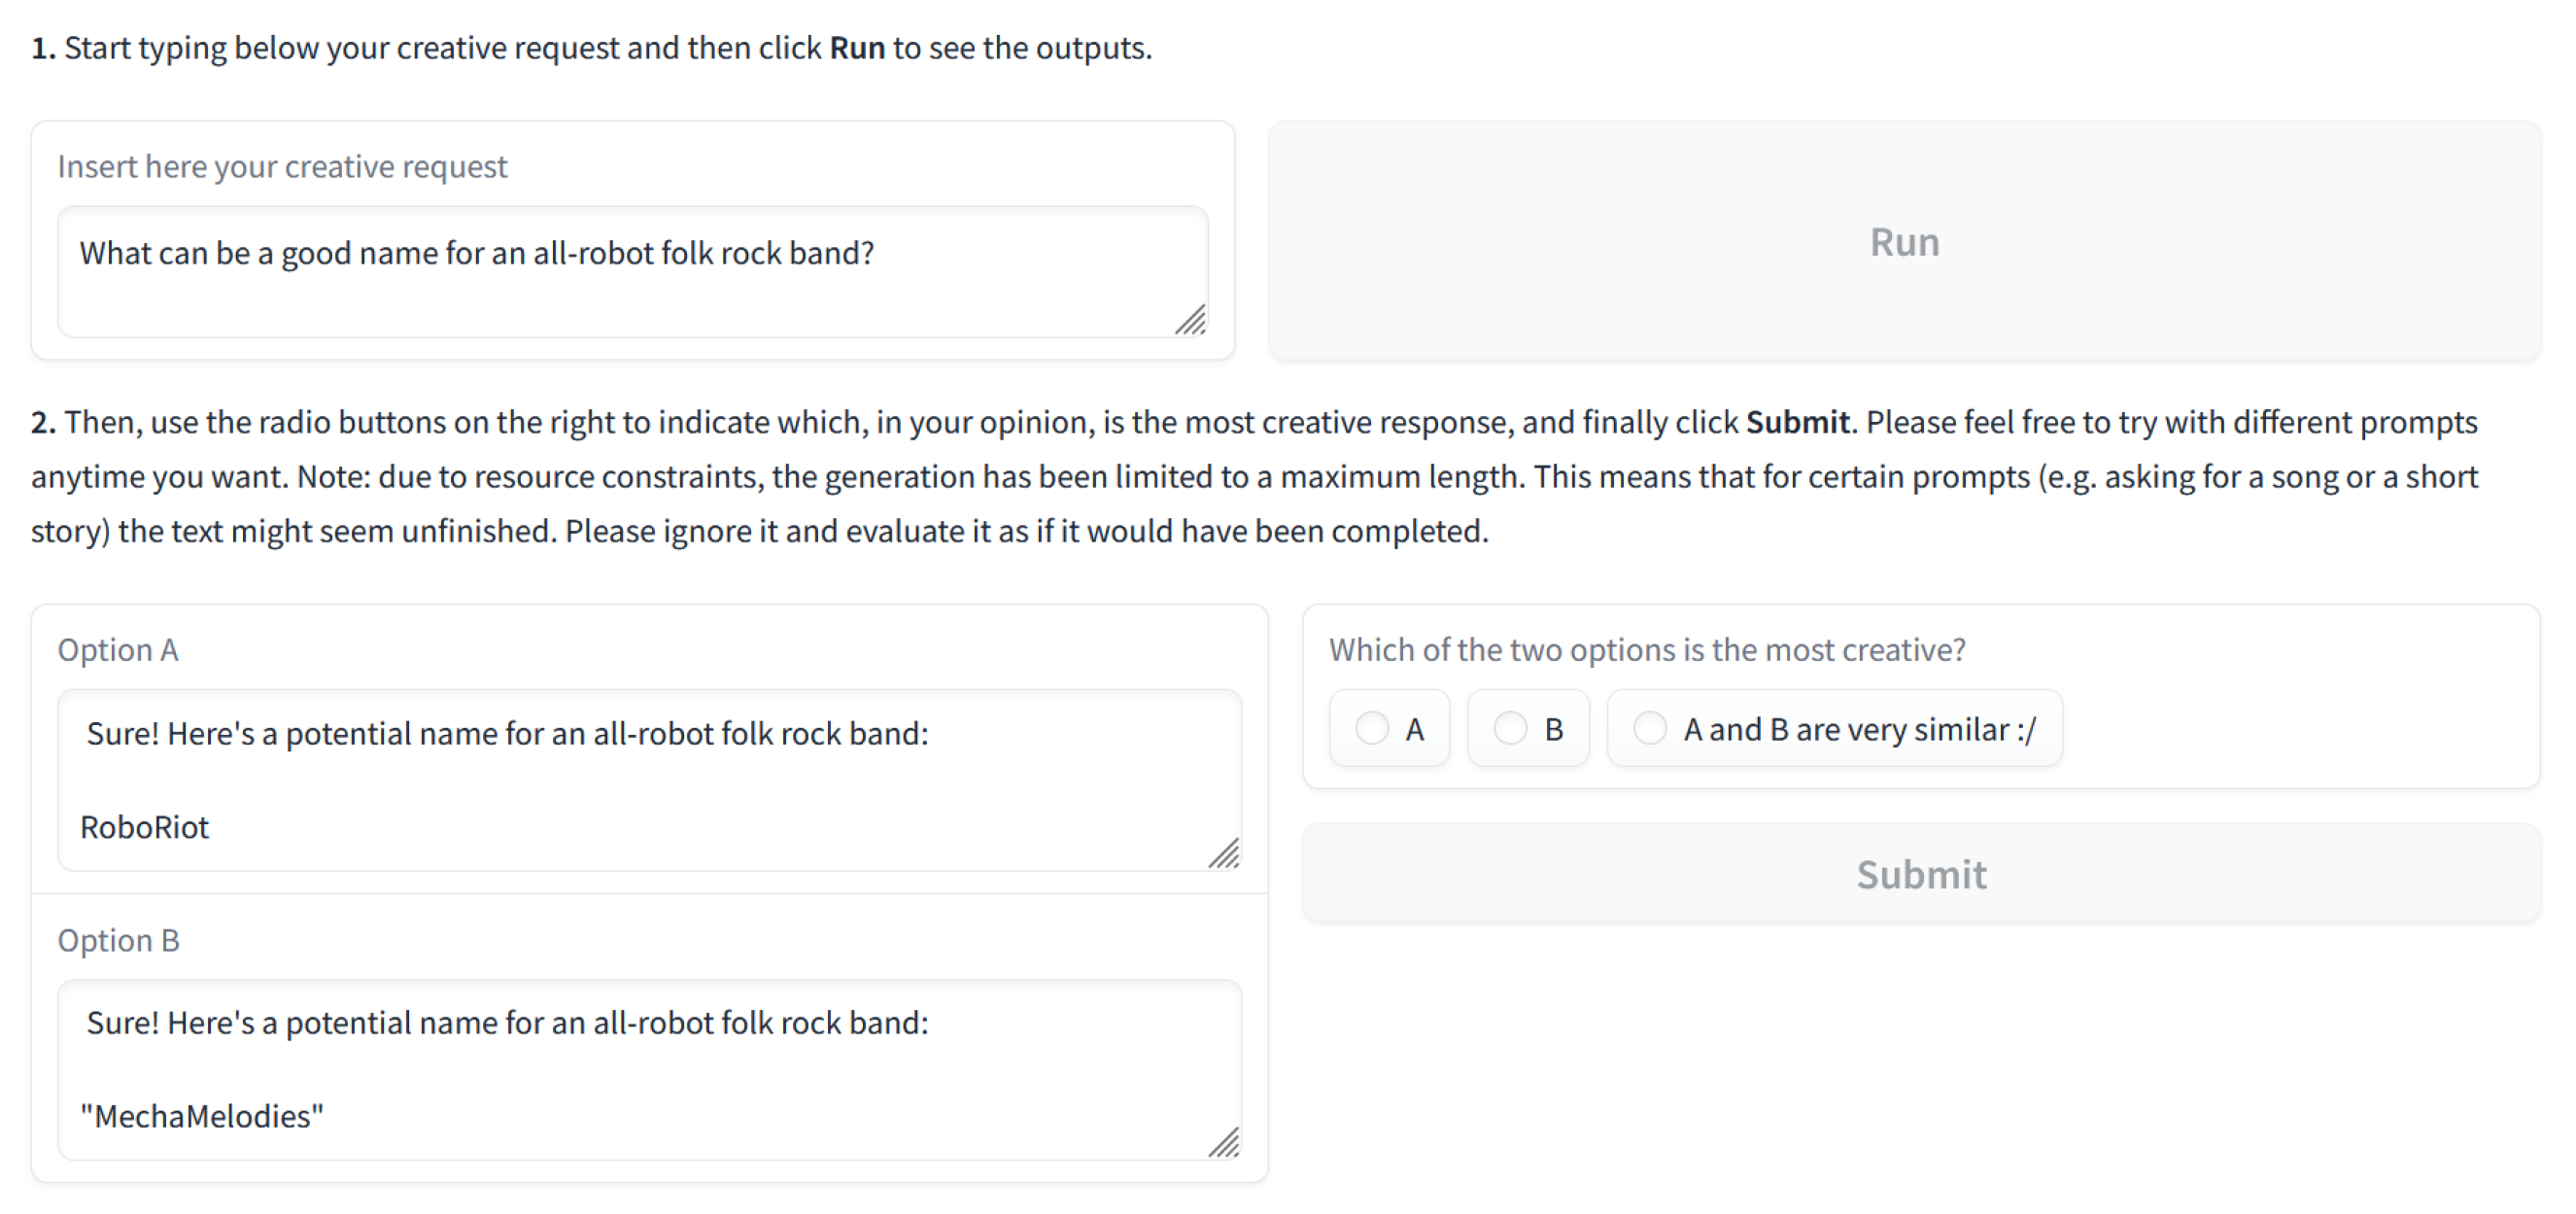 1. Start typing below your creative request and then click Run to see the outputs.
Insert here your creative request
What can be a good name for an all-robot folk rock band?
Run
2. Then, use the radio buttons on the right to indicate which, in your opinion, is the most creative response, and finally click Submit. Please feel free to try with different prompts
anytime you want. Note: due to resource constraints, the generation has been limited to a maximum length. This means that for certain prompts (e.g. asking for a song or a short
story) the text might seem unfinished. Please ignore it and evaluate it as if it would have been completed.
Option A
Sure! Here's a potential name for an all-robot folk rock band:
RoboRiot
Option B
Sure! Here's a potential name for an all-robot folk rock band:
"MechaMelodies"
Which of the two options is the most creative?
A
B
A and B are very similar :/
Submit